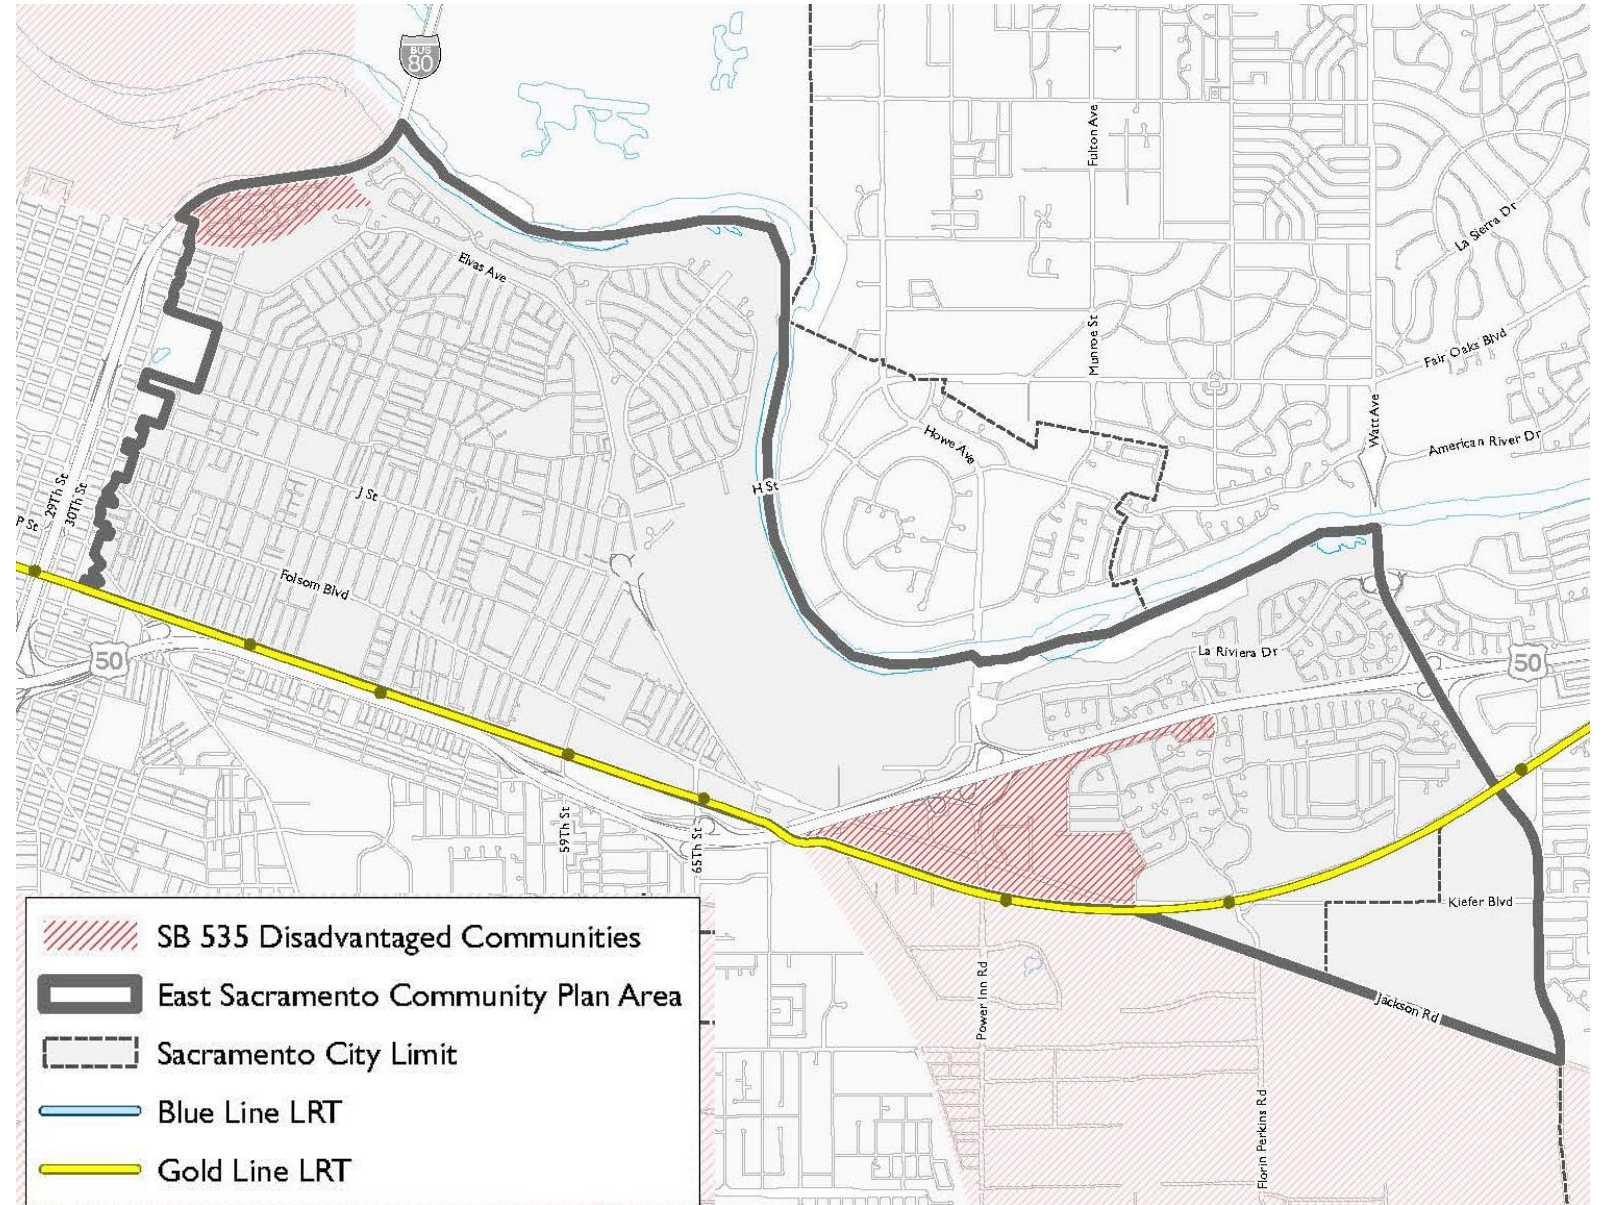 BUS
80
Fulton Ave
La Sierra Dr
Elvas Ave
Munroe St
Fair Oaks Blvd
Watt Ave
Howe Ave
American River Dr
H St
J St
29Th St
30Th St
P St
Folsom Blvd
50
La Riviera Dr
50
59Th St
65Th St
Kiefer Blvd
Power Inn Rd
Jackson Rd
Florin Perkins Rd
SB 535 Disadvantaged Communities
East Sacramento Community Plan Area
Sacramento City Limit
Blue Line LRT
Gold Line LRT